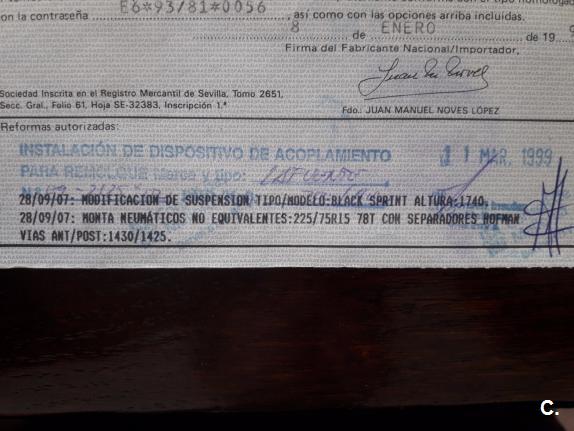 on la contraseña E6*93/81*0056, así como con las opciones arriba incluidas.
8 de ENERO de 19
Firma del Fabricante Nacional/Importador,
Sociedad Inscrita en el Registro Mercantil de Sevilla, Tomo 2651,
Secc. Gral., Folio 61, Hoja SE-32383, Inscripción 1.ª
Fdo.: JUAN MANUEL NOVES LÓPEZ
Reformas autorizadas:
INSTALACIÓN DE DISPOSITIVO DE ACOPLAMIENTO 11 MAR. 1999
PARA REMOLQUE Marca y tipo:
28/09/07: MODIFICACION DE SUSPENSION TIPO/MODELO:BLACK SPRINT ALTURA:1740.
28/09/07: MONTA NEUMÁTICOS NO EQUIVALENTES:225/75R15 78T CON SEPARADORES HOFMAN
VIAS ANT/POST:1430/1425.
C.